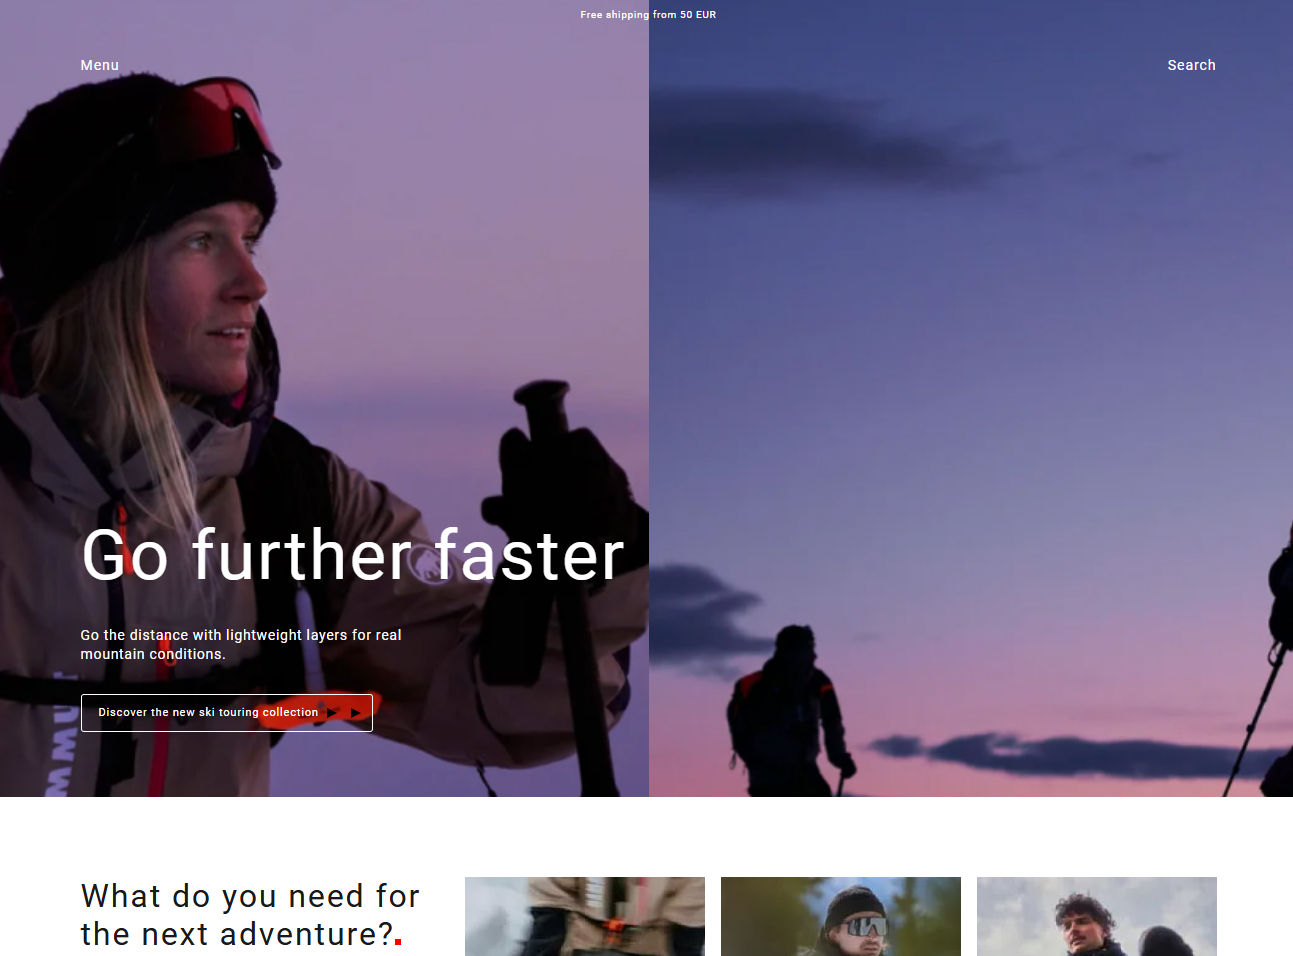 Free shipping from 50 EUR
Menu
Search
Go further faster
Go the distance with lightweight layers for real
mountain conditions.
Discover the new ski touring collection
What do you need for
the next adventure?.